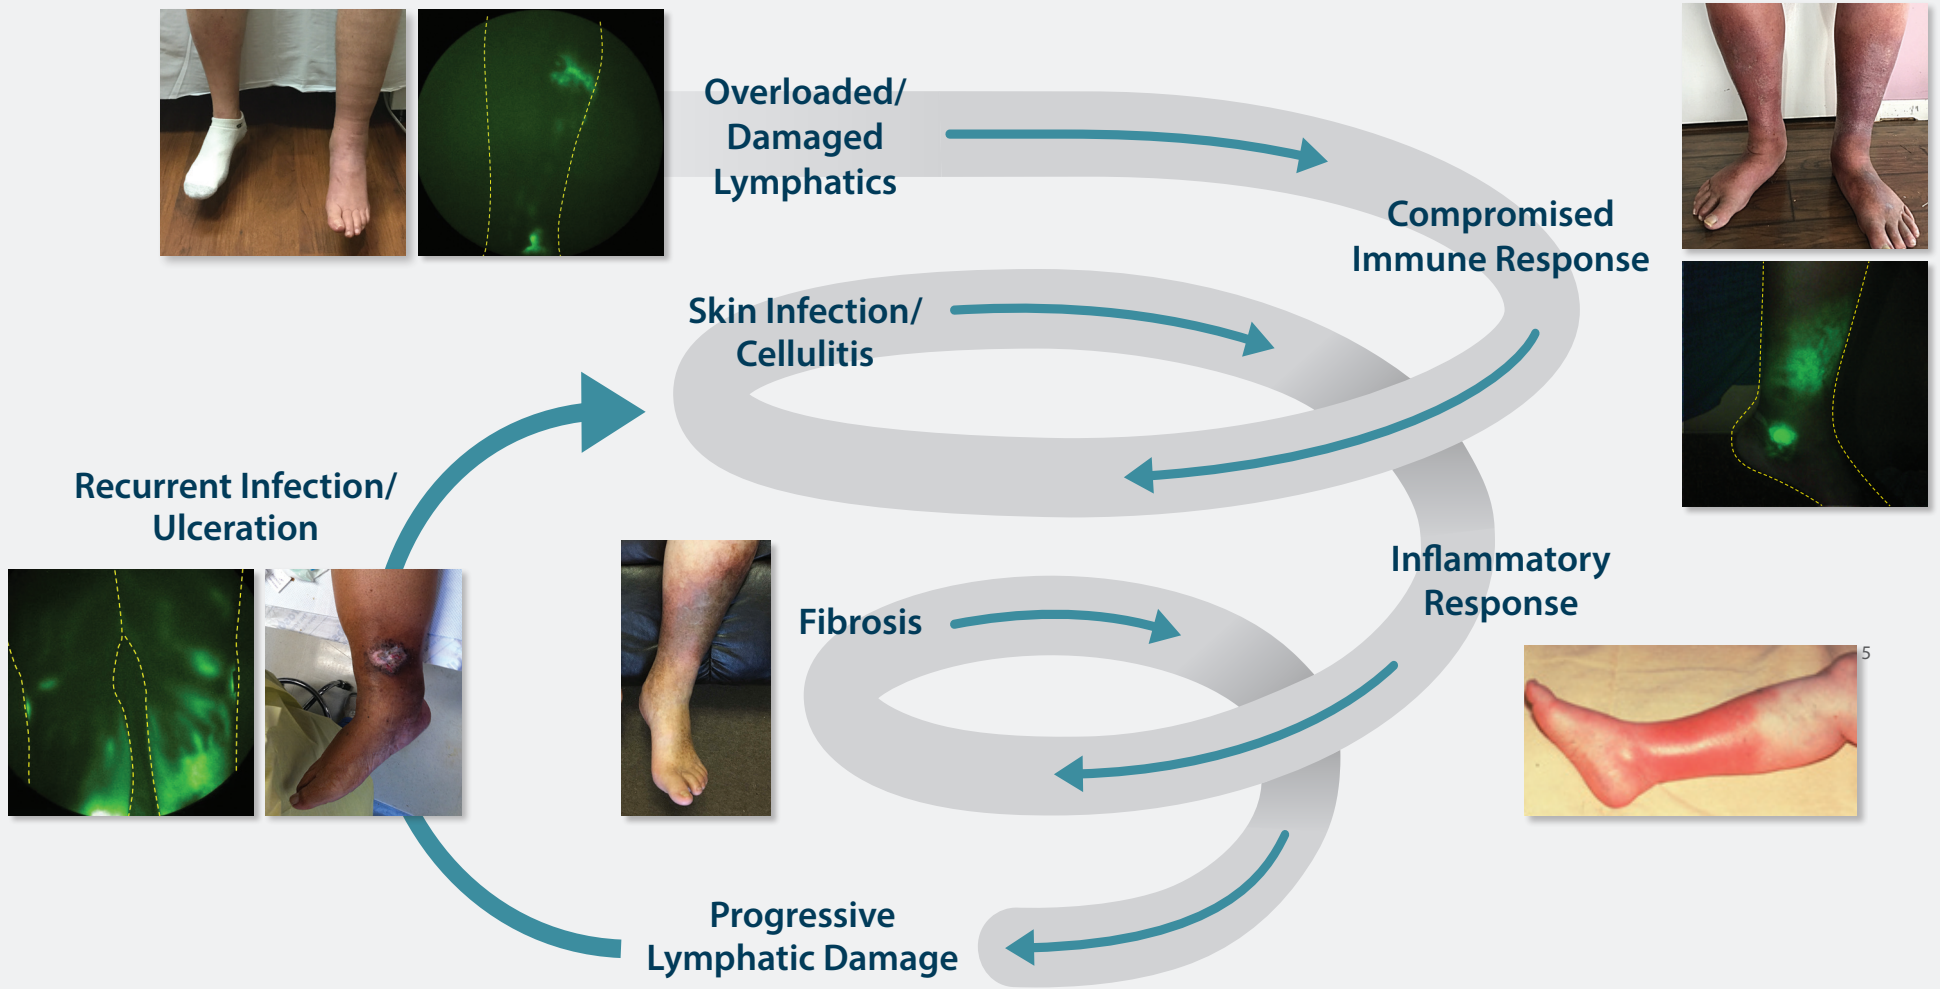 Overloaded/
Damaged
Lymphatics
Compromised
Immune Response
Skin Infection/
Cellulitis
Recurrent Infection/
Ulceration
Inflammatory
Response
Fibrosis
5
Progressive
Lymphatic Damage